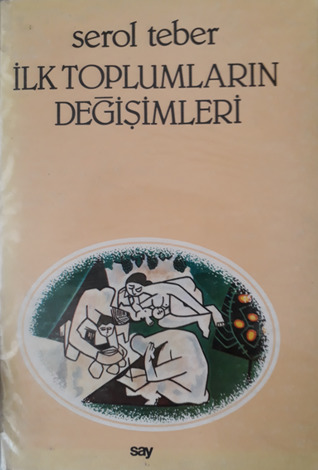 serol teber
İLK TOPLUMLARIN
DEĞİŞİMLERİ
say